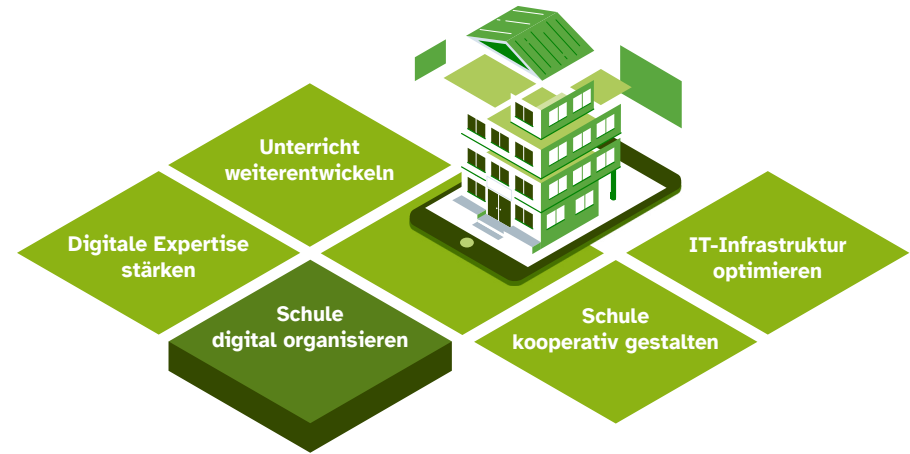 Unterricht
weiterentwickeln
Digitale Expertise
stärken
IT-Infrastruktur
optimieren
Schule
digital organisieren
Schule
kooperativ gestalten